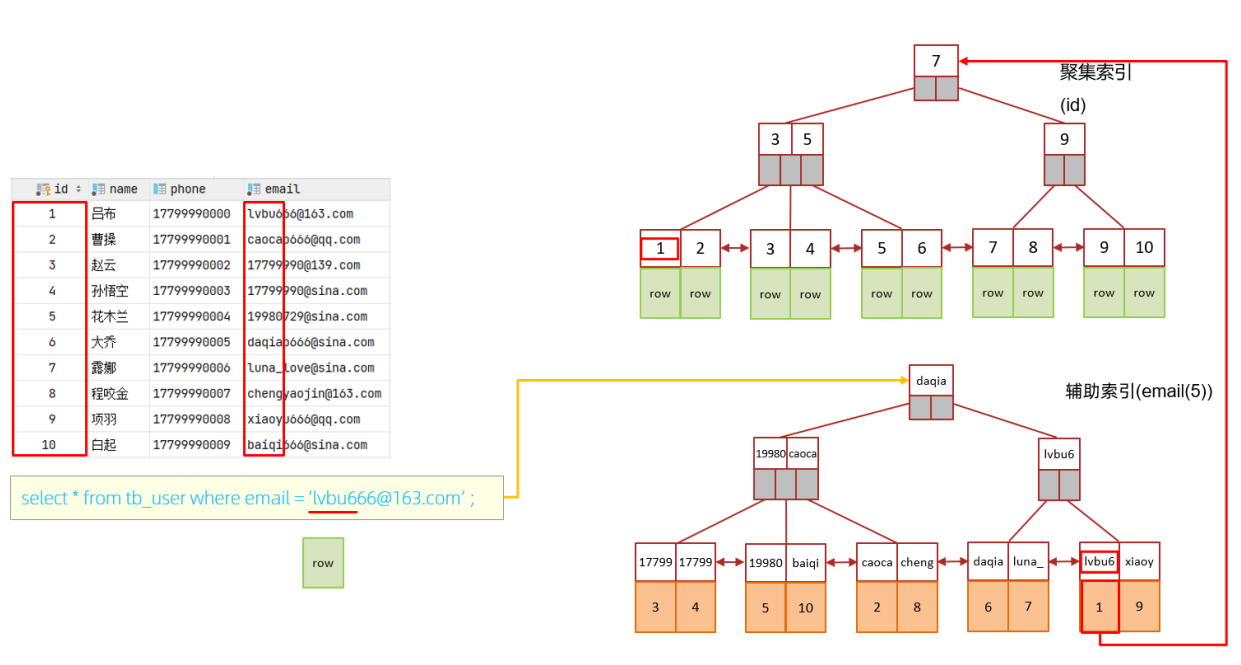 id name phone email
1 吕布 17799990000 lvbu666@163.com
2 曹操 17799990001 caocao666@qq.com
3 赵云 17799990002 17799990@139.com
4 孙悟空 17799990003 17799990@sina.com
5 花木兰 17799990004 19980729@sina.com
6 大乔 17799990005 daqiao666@sina.com
7 露娜 17799990006 luna_love@sina.com
8 程咬金 17799990007 chengyaojin@163.com
9 项羽 17799990008 xiaoyu666@qq.com
10 白起 17799990009 baiqi666@sina.com
select * from tb_user where email = ‘lvbu666@163.com’ ;
row
7
聚集索引
(id)
3 5
9
1 2 3 4 5 6 7 8 9 10
row row row row row row row row row row
daqia
辅助索引(email(5))
19980 caoca
lvbu6
17799 17799 19980 baiqi caoca cheng daqia luna_ lvbu6 xiaoy
3 4 5 10 2 8 6 7 1 9